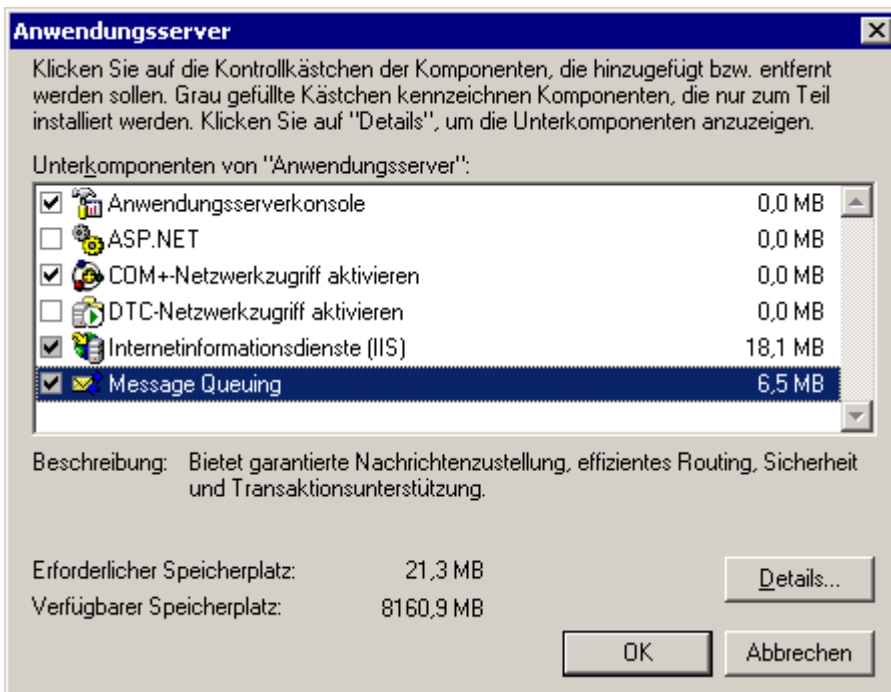 Anwendungsserver
Klicken Sie auf die Kontrollkästchen der Komponenten, die hinzugefügt bzw. entfernt
werden sollen. Grau gefüllte Kästchen kennzeichnen Komponenten, die nur zum Teil
installiert werden. Klicken Sie auf "Details", um die Unterkomponenten anzuzeigen.
Unterkomponenten von "Anwendungsserver":
Anwendungsserverkonsole 0,0 MB
ASP.NET 0,0 MB
COM+-Netzwerkzugriff aktivieren 0,0 MB
DTC-Netzwerkzugriff aktivieren 0,0 MB
Internetinformationsdienste (IIS) 18,1 MB
Message Queuing 6,5 MB
Beschreibung: Bietet garantierte Nachrichtenzustellung, effizientes Routing, Sicherheit
und Transaktionsunterstützung.
Erforderlicher Speicherplatz: 21,3 MB
Verfügbarer Speicherplatz: 8160,9 MB
Details...
OK Abbrechen